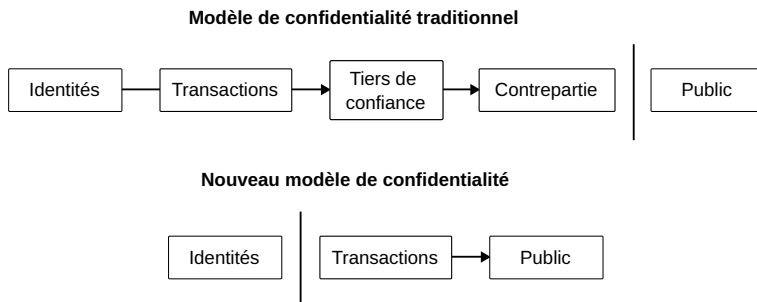 Modèle de confidentialité traditionnel
Identités
Transactions
Tiers de
confiance
Contrepartie
Public
Nouveau modèle de confidentialité
Identités
Transactions
Public